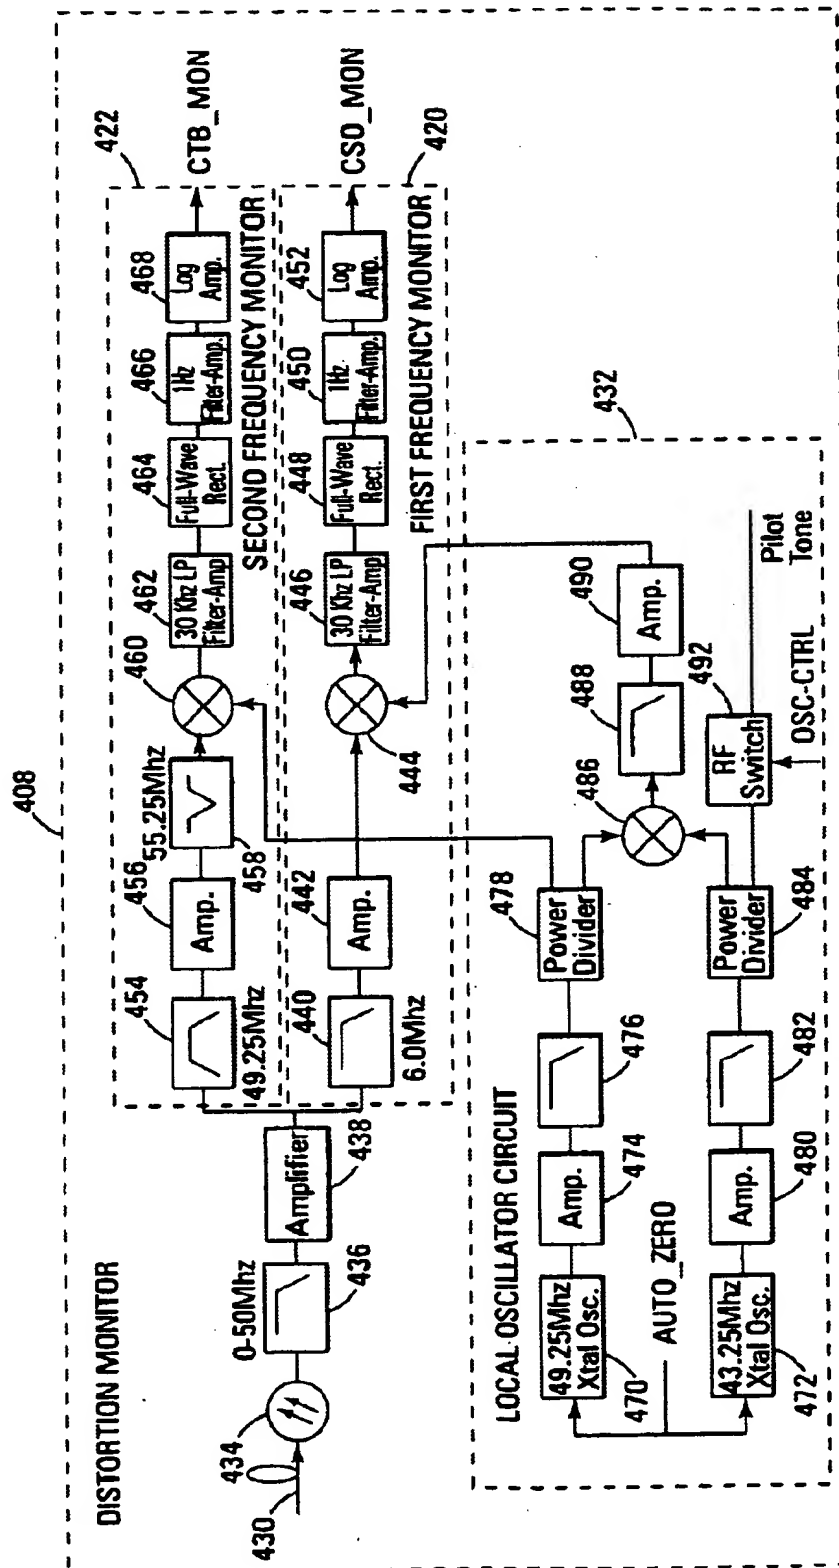 408
DISTORTION MONITOR
430
434
0-50Mhz
436
Amplifier
438
422
454
49.25Mhz
456
Amp.
55.25Mhz
458
460
462
30 Khz LP
Filter-Amp
464
Full-Wave
Rect.
466
1Hz
Filter-Amp.
468
Log
Amp.
CTB_MON
SECOND FREQUENCY MONITOR
440
6.0Mhz
442
Amp.
444
446
30 Khz LP
Filter-Amp
448
Full-Wave
Rect.
450
1Hz
Filter-Amp.
452
Log
Amp.
CSO_MON
FIRST FREQUENCY MONITOR
420
432
LOCAL OSCILLATOR CIRCUIT
49.25Mhz
Xtal Osc.
470
AUTO_ZERO
43.25Mhz
Xtal Osc.
472
Amp.
474
476
478
Power
Divider
480
Amp.
482
Power
Divider
484
486
488
490
Amp.
492
RF
Switch
OSC-CTRL
Pilot
Tone